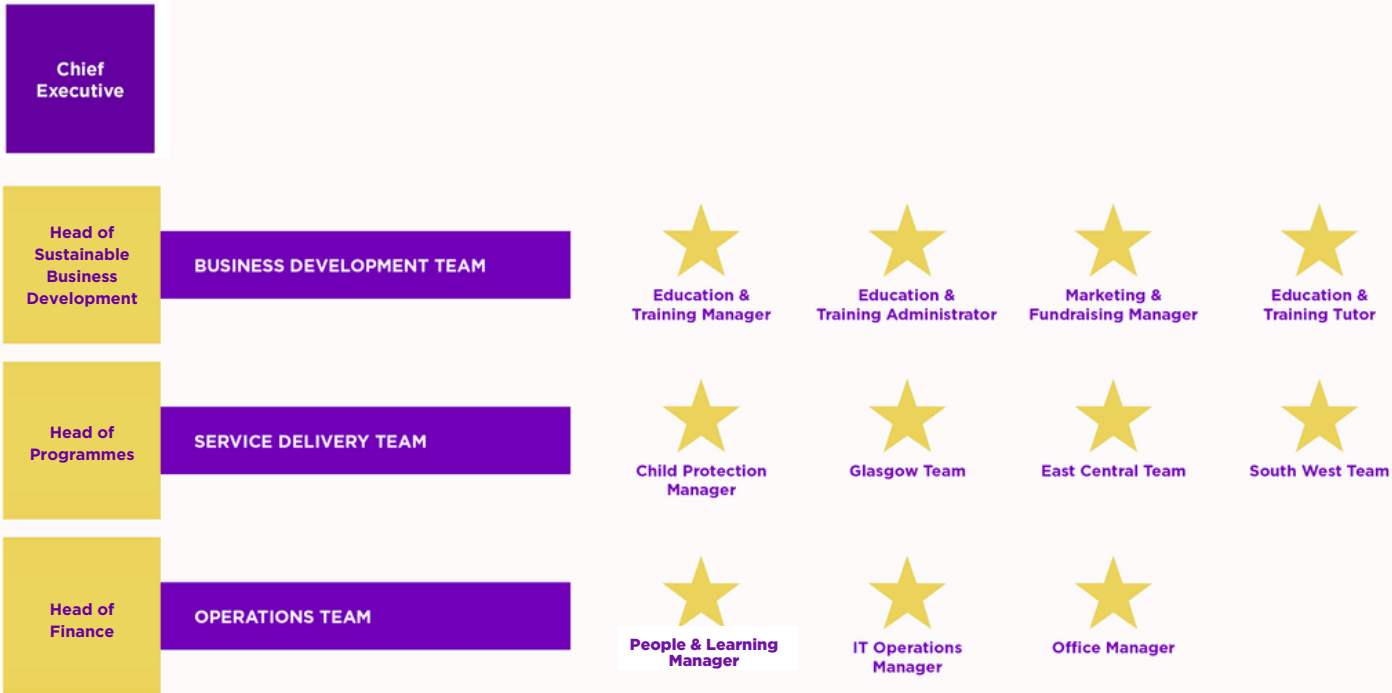 Chief
Executive
Head of
Sustainable
Business
Development
BUSINESS DEVELOPMENT TEAM
Education &
Training Manager
Education &
Training Administrator
Marketing &
Fundraising Manager
Education &
Training Tutor
Head of
Programmes
SERVICE DELIVERY TEAM
Child Protection
Manager
Glasgow Team
East Central Team
South West Team
Head of
Finance
OPERATIONS TEAM
People & Learning
Manager
IT Operations
Manager
Office Manager